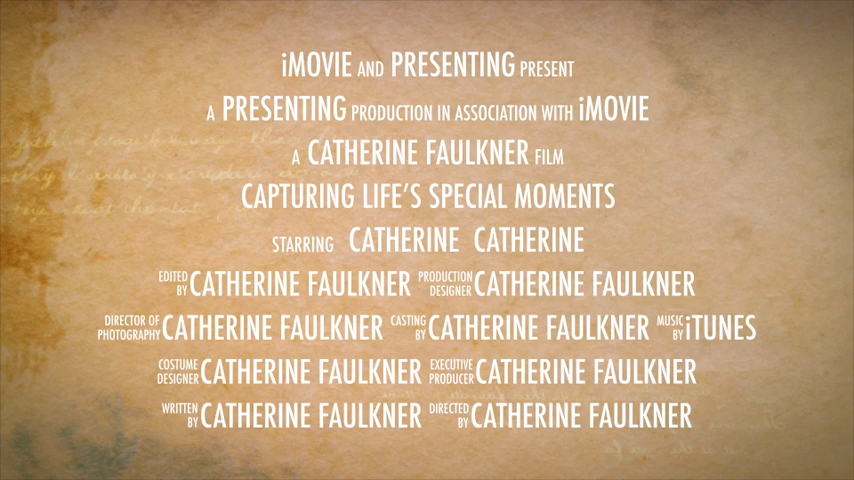 iMOVIE AND PRESENTING PRESENT
A PRESENTING PRODUCTION IN ASSOCIATION WITH iMOVIE
A CATHERINE FAULKNER FILM
CAPTURING LIFE'S SPECIAL MOMENTS
STARRING CATHERINE CATHERINE
EDITED BY CATHERINE FAULKNER PRODUCTION DESIGNER CATHERINE FAULKNER
DIRECTOR OF PHOTOGRAPHY CATHERINE FAULKNER CASTING BY CATHERINE FAULKNER MUSIC BY iTUNES
COSTUME DESIGNER CATHERINE FAULKNER EXECUTIVE PRODUCER CATHERINE FAULKNER
WRITTEN BY CATHERINE FAULKNER DIRECTED BY CATHERINE FAULKNER